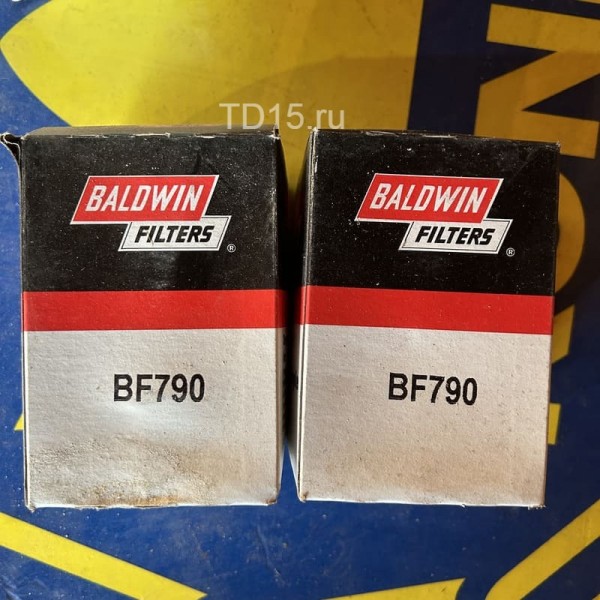 TD15.ru
BALDWIN
FILTERS
®
BF790
BALDWIN
FILTERS
®
BF790